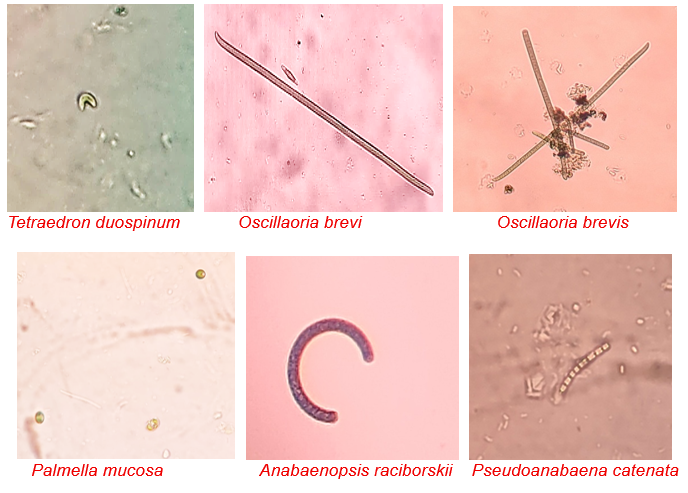 Tetraedron duospinum
Oscillaoria brevi
Oscillaoria brevis
Palmella mucosa
Anabaenopsis raciborskii
Pseudoanabaena catenata